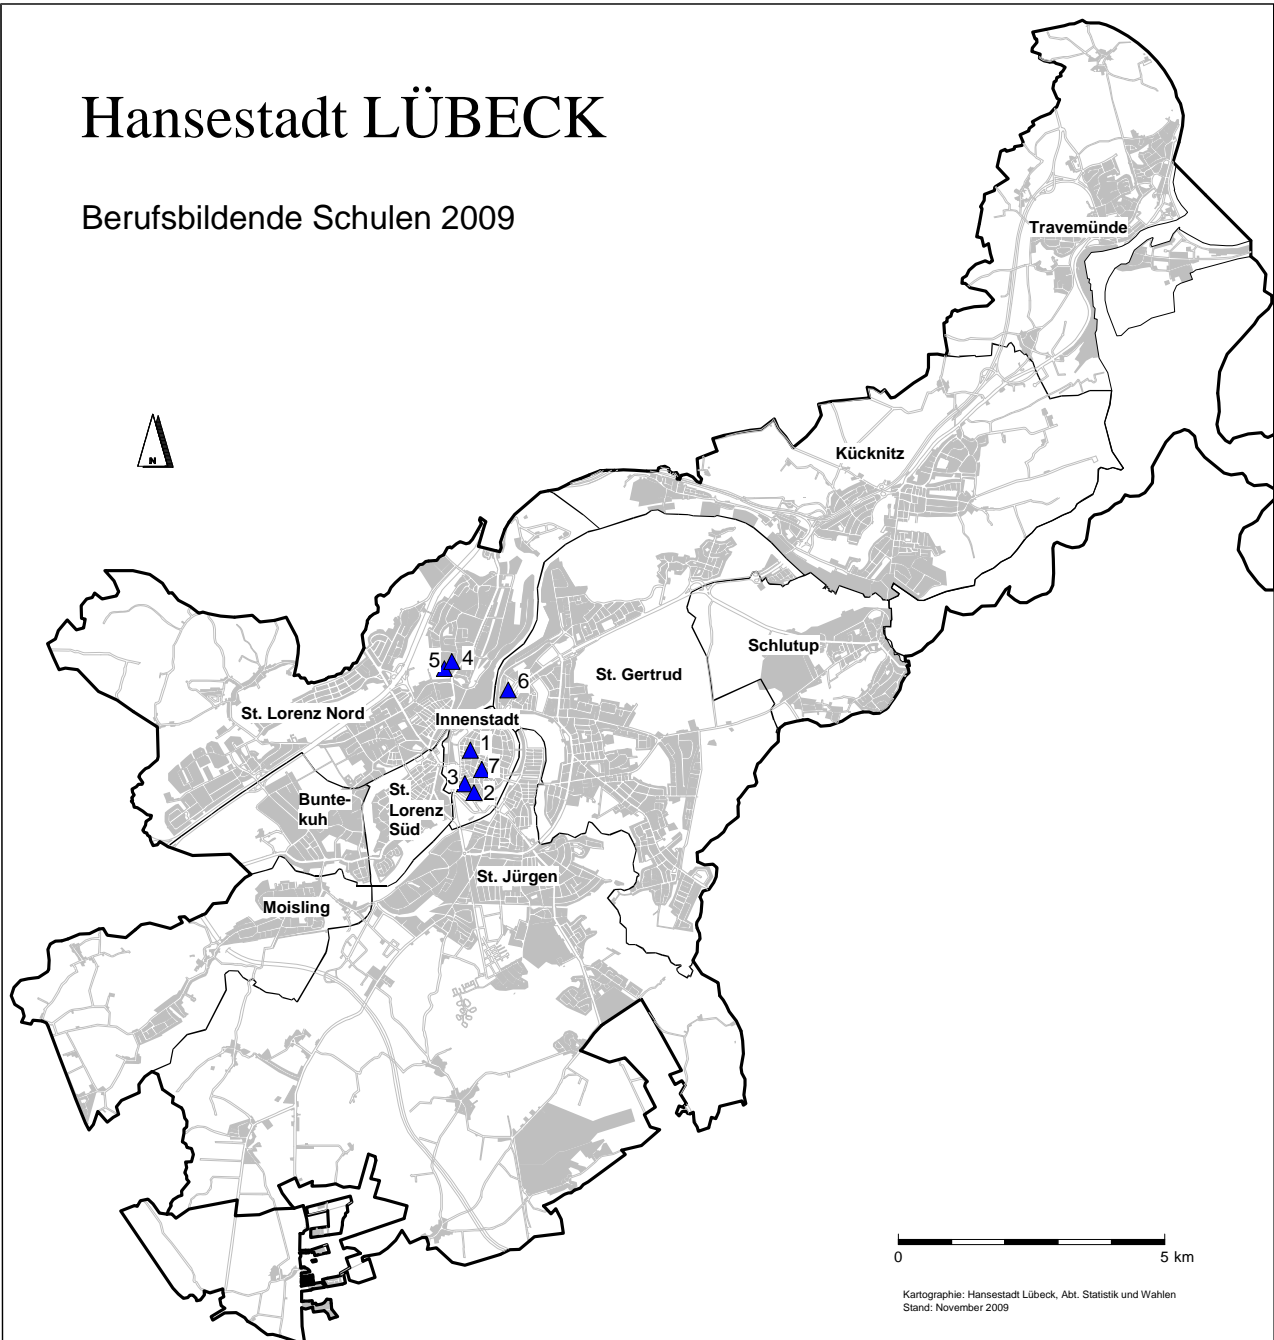 Hansestadt LÜBECK
Berufsbildende Schulen 2009
Travemünde
Kücknitz
N
Schlutup
St. Gertrud
5
4
6
St. Lorenz Nord
Innenstadt
1
7
3
2
Bunte-
kuh
St.
Lorenz
Süd
St. Jürgen
Moisling
0 5 km
Kartographie: Hansestadt Lübeck, Abt. Statistik und Wahlen
Stand: November 2009